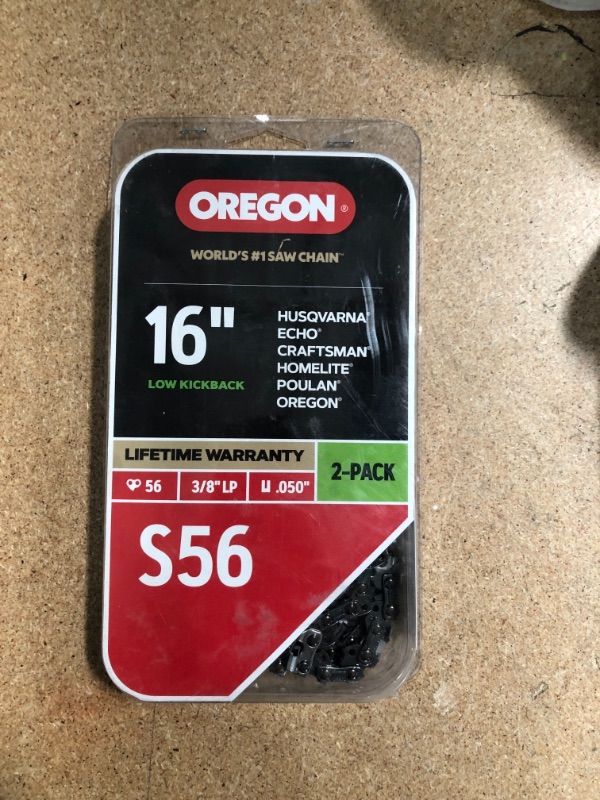 OREGON®
WORLD'S #1 SAW CHAIN™
16"
LOW KICKBACK
HUSQVARNA®
ECHO®
CRAFTSMAN®
HOMELITE®
POULAN®
OREGON®
LIFETIME WARRANTY
2-PACK
56
3/8" LP
.050"
S56